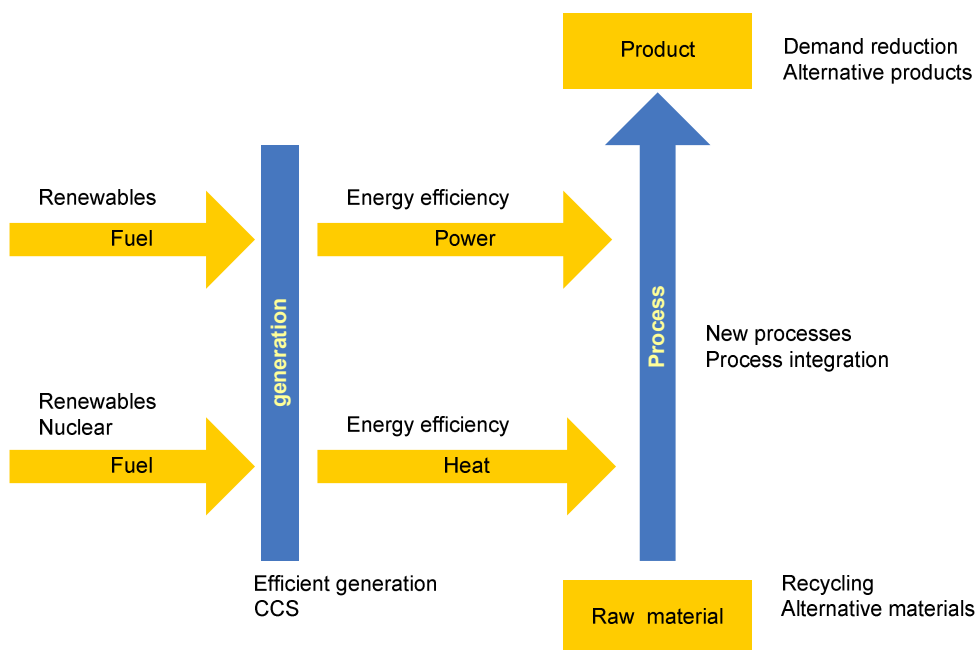 Product
Demand reduction
Alternative products
Renewables
Fuel
Energy efficiency
Power
generation
Process
New processes
Process integration
Renewables
Nuclear
Fuel
Energy efficiency
Heat
Efficient generation
CCS
Raw material
Recycling
Alternative materials